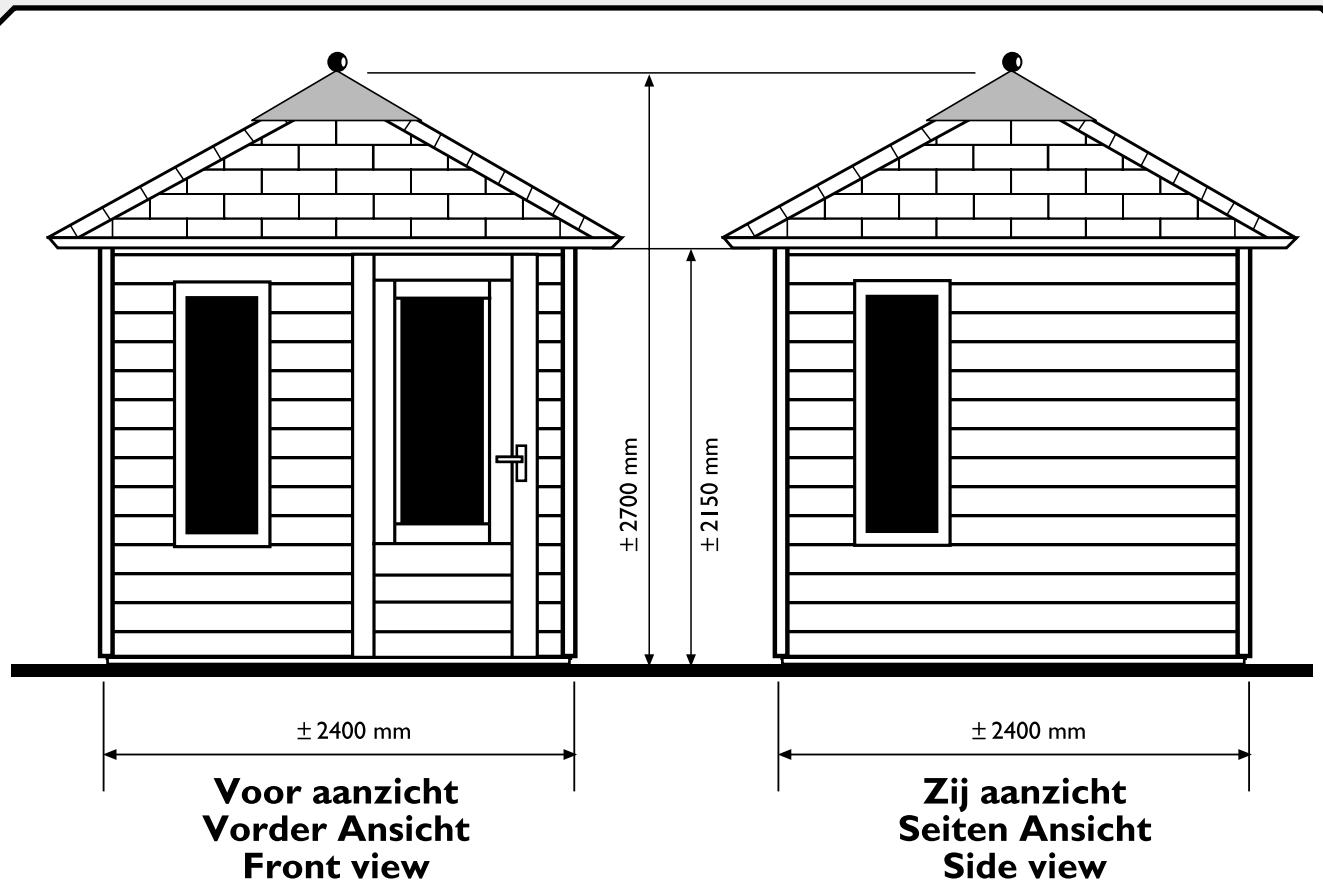 ± 2700 mm
± 2150 mm
± 2400 mm
± 2400 mm
Voor aanzicht
Vorder Ansicht
Front view
Zij aanzicht
Seiten Ansicht
Side view